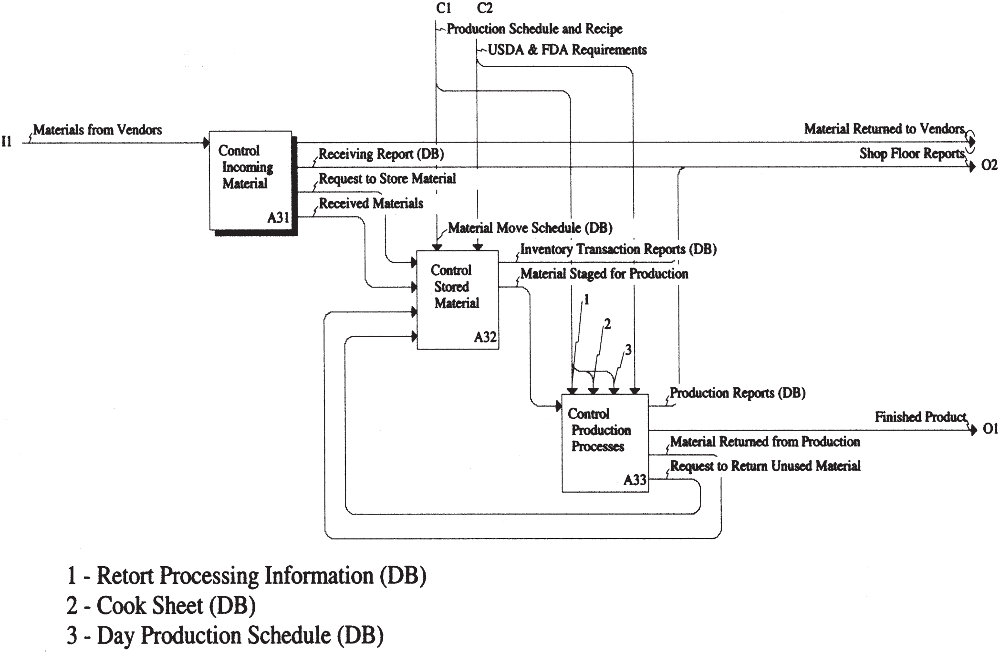 C1 C2
Production Schedule and Recipe
USDA & FDA Requirements
I1
Materials from Vendors
Material Returned to Vendors
Control
Incoming
Material
A31
Receiving Report (DB)
Shop Floor Reports
O2
Request to Store Material
Received Materials
Material Move Schedule (DB)
Control
Stored
Material
A32
Inventory Transaction Reports (DB)
Material Staged for Production
1
2
3
Control
Production
Processes
A33
Production Reports (DB)
Finished Product
O1
Material Returned from Production
Request to Return Unused Material
1 - Retort Processing Information (DB)
2 - Cook Sheet (DB)
3 - Day Production Schedule (DB)